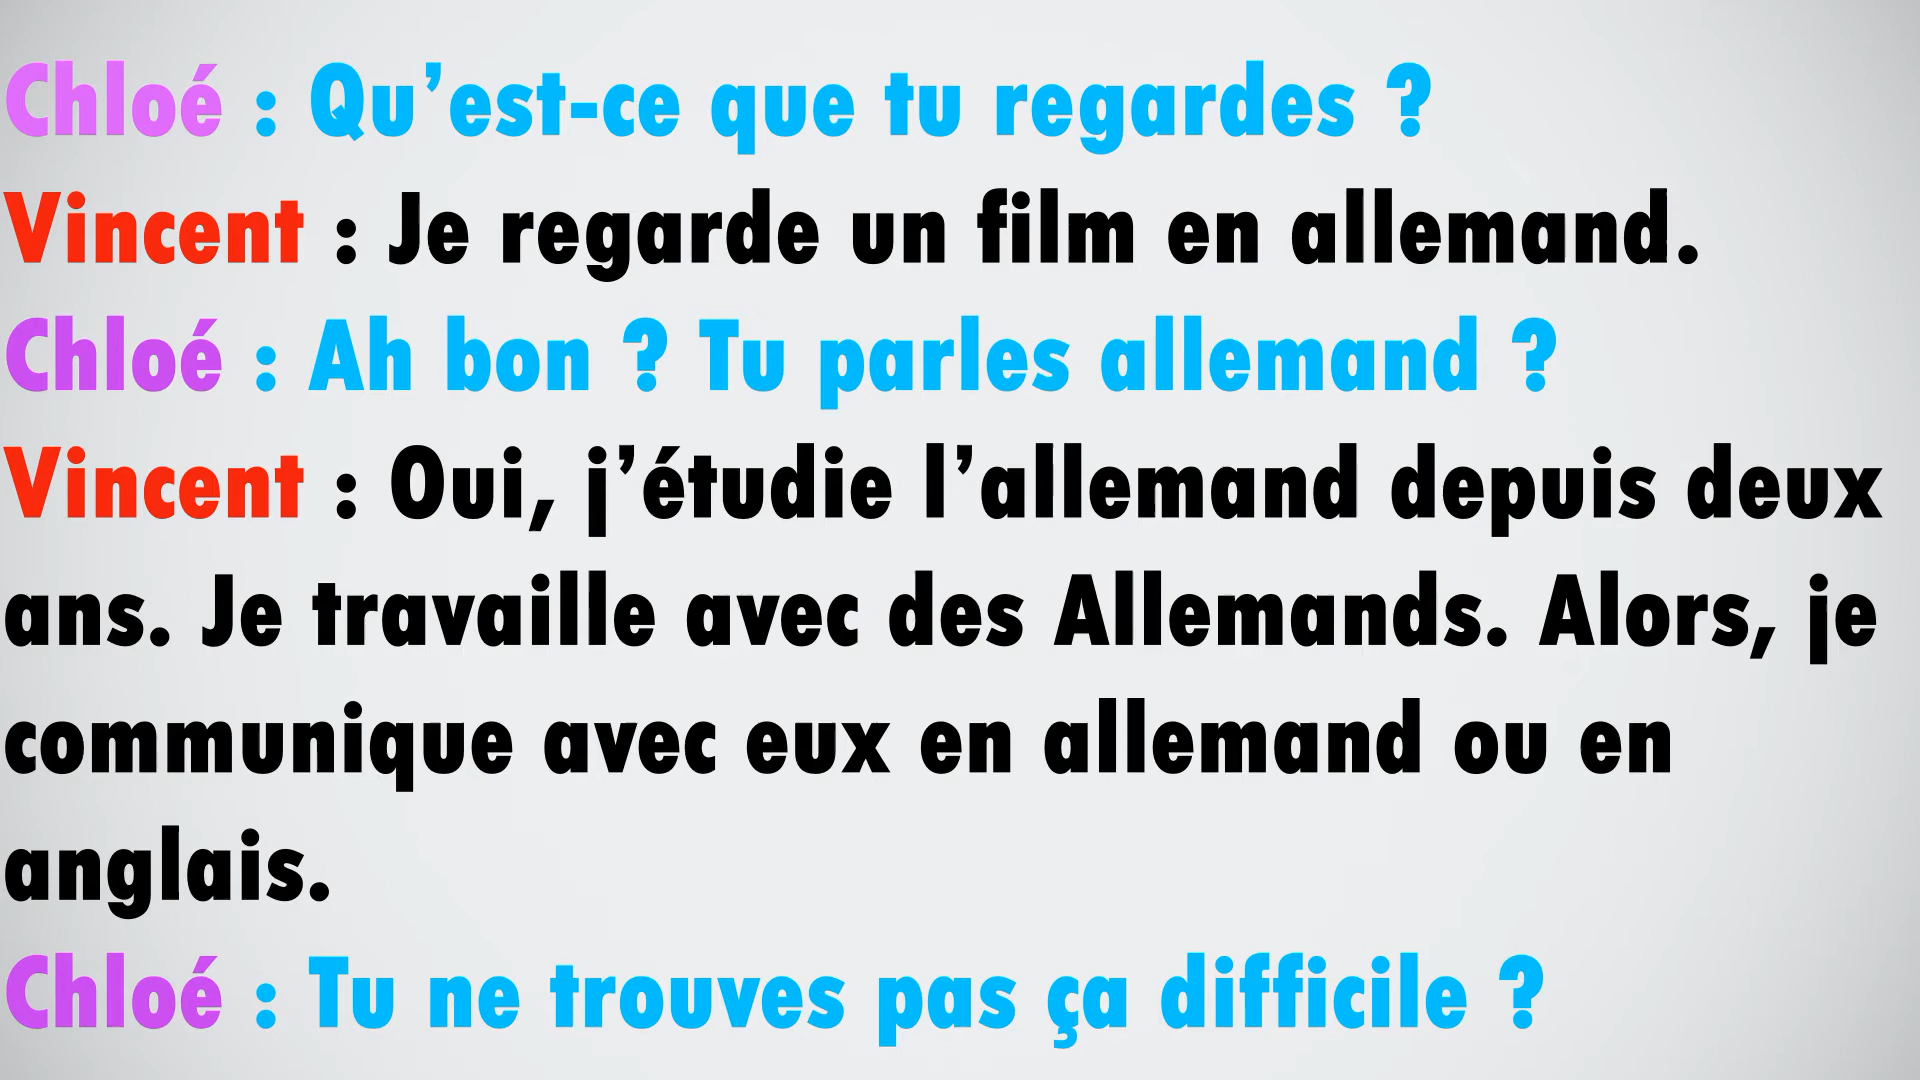 Chloé : Qu’est-ce que tu regardes ?
Vincent : Je regarde un film en allemand.
Chloé : Ah bon ? Tu parles allemand ?
Vincent : Oui, j’étudie l’allemand depuis deux
ans. Je travaille avec des Allemands. Alors, je
communique avec eux en allemand ou en
anglais.
Chloé : Tu ne trouves pas ça difficile ?